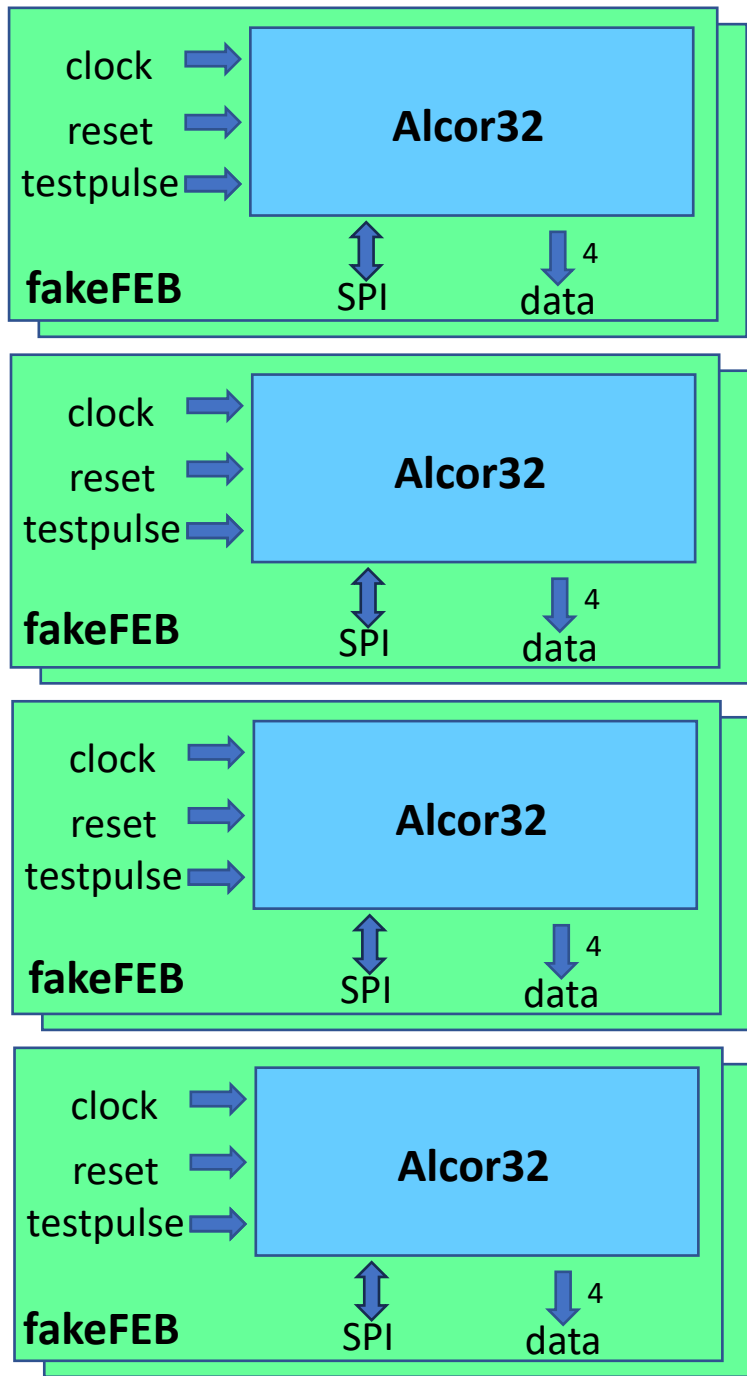 clock
Alcor32
reset
testpulse
4
fakeFEB
SPI
data
clock
Alcor32
reset
testpulse
4
fakeFEB
SPI
data
clock
Alcor32
reset
testpulse
4
fakeFEB
SPI
data
clock
Alcor32
reset
testpulse
4
fakeFEB
SPI
data